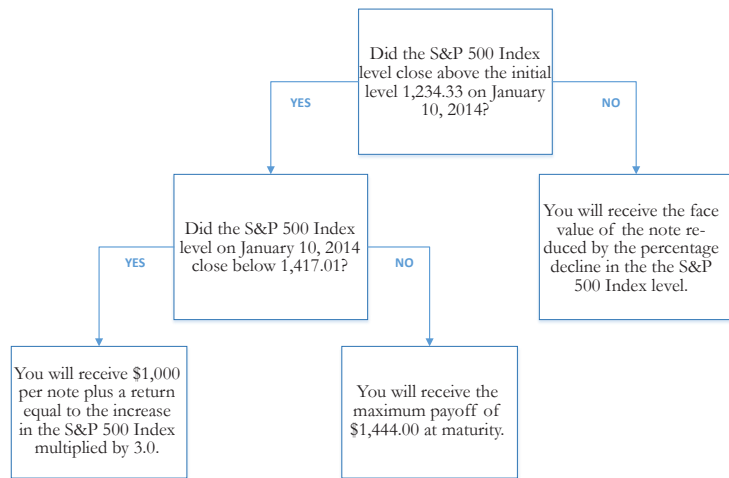 Did the S&P 500 Index
level close above the initial
level 1,234.33 on January
10, 2014?
YES
NO
Did the S&P 500 Index
level on January 10, 2014
close below 1,417.01?
You will receive the face
value of the note re-
duced by the percentage
decline in the the S&P
500 Index level.
YES
NO
You will receive $1,000
per note plus a return
equal to the increase
in the S&P 500 Index
multiplied by 3.0.
You will receive the
maximum payoff of
$1,444.00 at maturity.